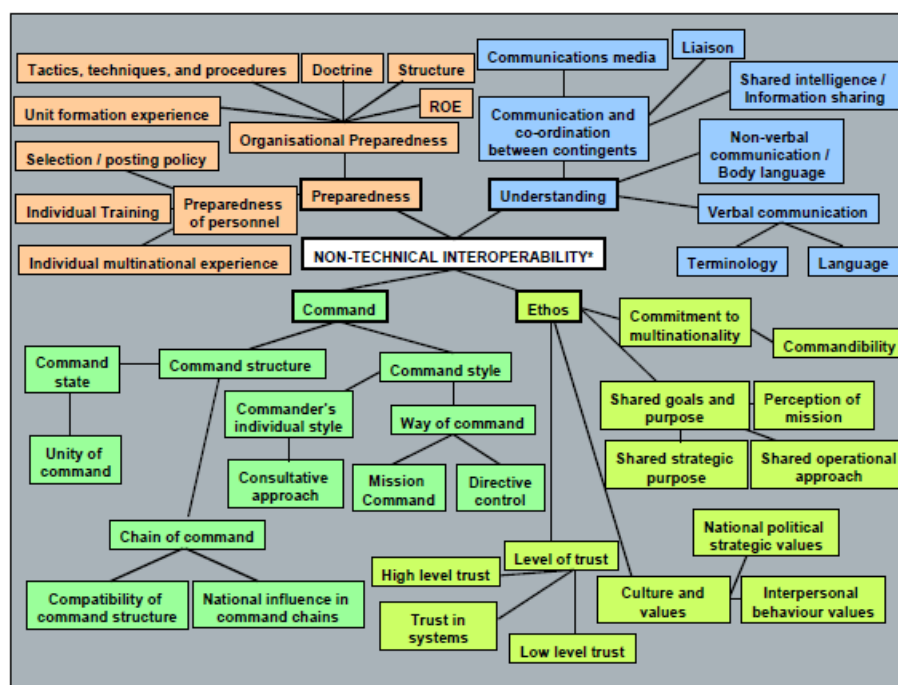 Tactics, techniques, and procedures
Doctrine
Structure
Unit formation experience
ROE
Organisational Preparedness
Selection / posting policy
Individual Training
Preparedness
of personnel
Individual multinational experience
Preparedness
Communications media
Liaison
Shared intelligence /
Information sharing
Communication and
co-ordination
between contingents
Non-verbal
communication /
Body language
Understanding
Verbal communication
Terminology
Language
NON-TECHNICAL INTEROPERABILITY*
Command
Command
state
Command structure
Command style
Unity of
command
Commander's
individual style
Way of command
Consultative
approach
Mission
Command
Directive
control
Chain of command
Compatibility of
command structure
National influence in
command chains
Ethos
Commitment to
multinationality
Commandibility
Shared goals and
purpose
Perception of
mission
Shared strategic
purpose
Shared operational
approach
Level of trust
High level trust
Trust in
systems
Low level trust
National political
strategic values
Culture and
values
Interpersonal
behaviour values